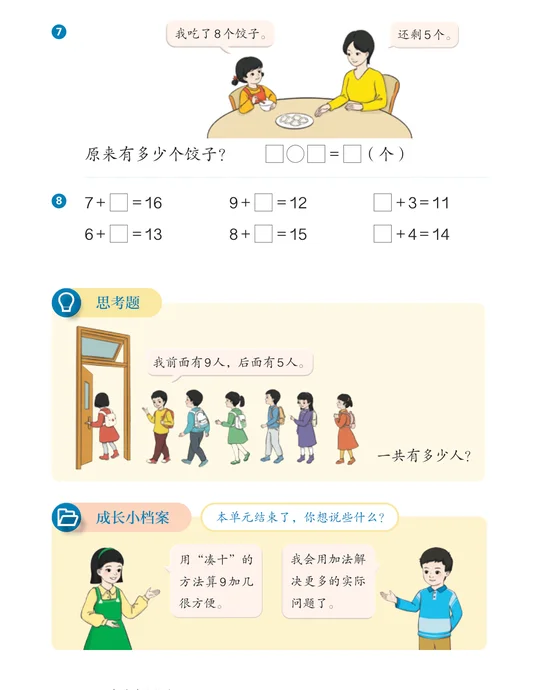 7
我吃了8个饺子。
还剩5个。
原来有多少个饺子? □○□=□(个)
8
7+□=16 9+□=12 □+3=11
6+□=13 8+□=15 □+4=14
思考题
我前面有9人，后面有5人。
一共有多少人?
成长小档案
本单元结束了，你想说些什么?
用“凑十”的
方法算9加几
很方便。
我会用加法解
决更多的实际
问题了。